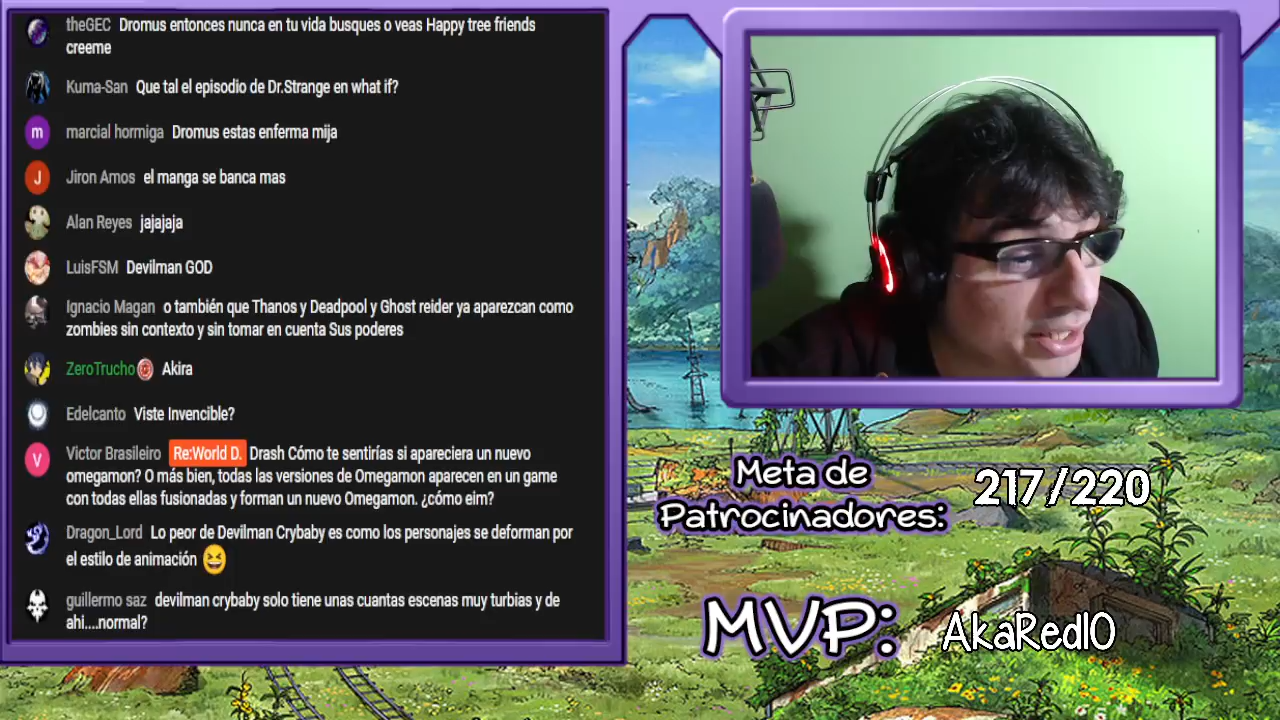 theGEC Dromus entonces nunca en tu vida busques o veas Happy tree friends
creeme
Kuma-San Que tal el episodio de Dr.Strange en what if?
m marcial hormiga Dromus estas enferma mija
J Jiron Amos el manga se banca mas
Alan Reyes jajajaja
LuisFSM Devilman GOD
Ignacio Magan o también que Thanos y Deadpool y Ghost reider ya aparezcan como
zombies sin contexto y sin tomar en cuenta Sus poderes
ZeroTrucho Akira
Edelcanto Viste Invencible?
V Victor Brasileiro Re:World D. Drash Cómo te sentirías si apareciera un nuevo
omegamon? O más bien, todas las versiones de Omegamon aparecen en un game
con todas ellas fusionadas y forman un nuevo Omegamon. ¿cómo eim?
Dragon_Lord Lo peor de Devilman Crybaby es como los personajes se deforman por
el estilo de animación 😆
guillermo saz devilman crybaby solo tiene unas cuantas escenas muy turbias y de
ahi....normal?
Meta de
Patrocinadores:
217/220
MVP:
AkaRed10